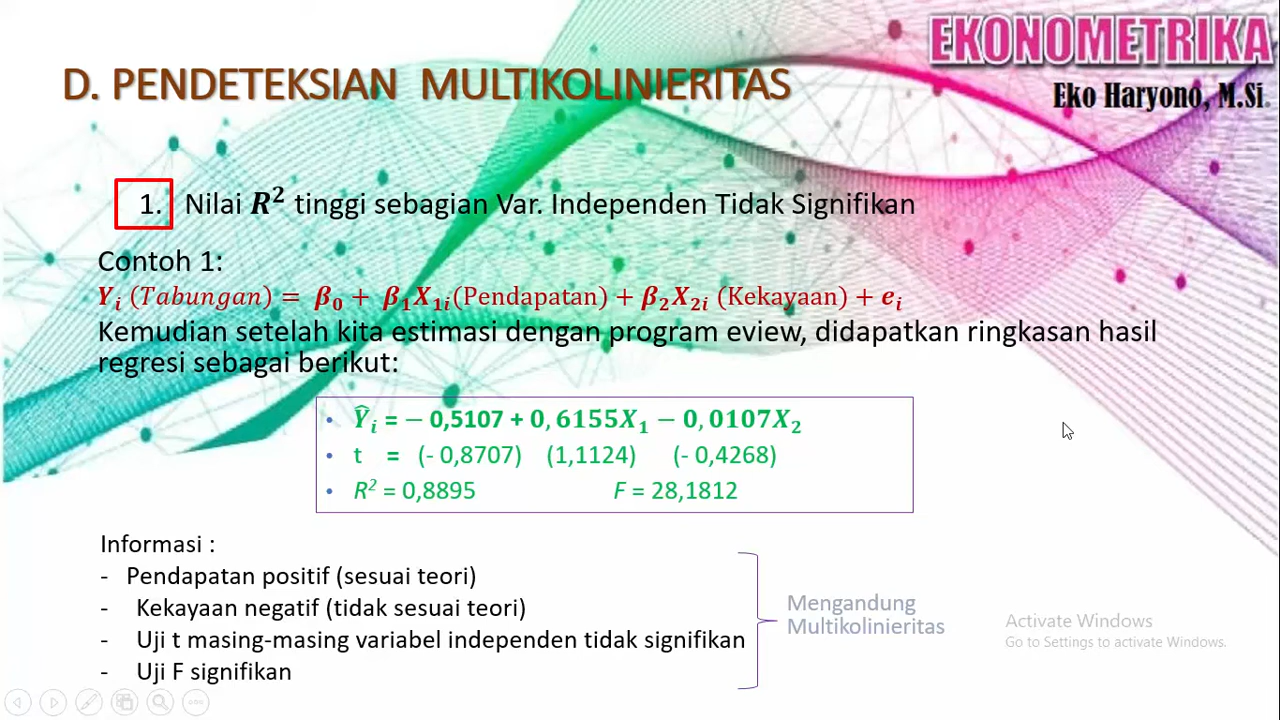 EKONOMETRIKA
Eko Haryono, M.Si.
D. PENDETEKSIAN MULTIKOLINIERITAS
1. Nilai R² tinggi sebagian Var. Independen Tidak Signifikan
Contoh 1:
Yᵢ (Tabungan) = β₀ + β₁X₁ᵢ(Pendapatan) + β₂X₂ᵢ (Kekayaan) + eᵢ
Kemudian setelah kita estimasi dengan program eview, didapatkan ringkasan hasil
regresi sebagai berikut:
• Ŷᵢ = − 0,5107 + 0,6155X₁ − 0,0107X₂
• t = (- 0,8707) (1,1124) (- 0,4268)
• R² = 0,8895 F = 28,1812
Informasi :
- Pendapatan positif (sesuai teori)
- Kekayaan negatif (tidak sesuai teori)
- Uji t masing-masing variabel independen tidak signifikan
- Uji F signifikan
Mengandung
Multikolinieritas
Activate Windows
Go to Settings to activate Windows.